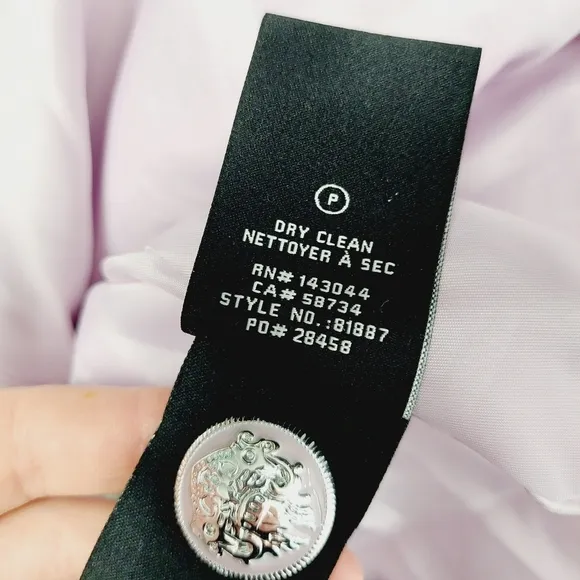 P
DRY CLEAN
NETTOYER À SEC
RN# 143044
CA# 58734
STYLE NO.:81887
PO# 28458